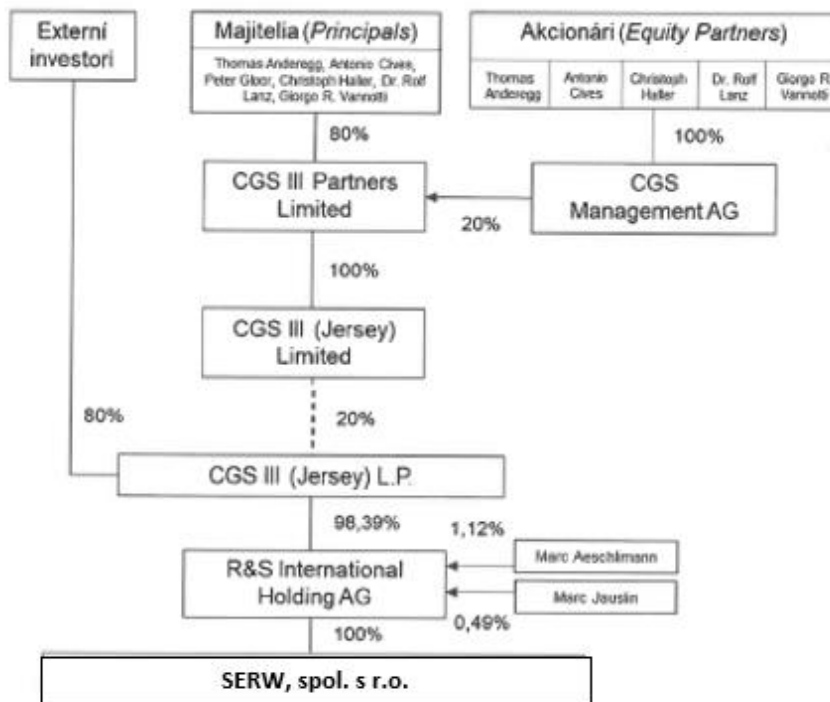 Externí
investori
Majitelia (Principals)
Thomas Anderegg, Antonio Cives,
Peter Gloor, Christoph Haller, Dr. Rolf
Lanz, Giorgo R. Vannotti
Akcionári (Equity Partners)
Thomas
Anderegg
Antonio
Cives
Christoph
Haller
Dr. Rolf
Lanz
Giorgo R.
Vannotti
80%
100%
CGS III Partners
Limited
20%
CGS
Management AG
100%
CGS III (Jersey)
Limited
80%
20%
CGS III (Jersey) L.P.
98,39%
1,12%
R&S International
Holding AG
Marc Aeschlimann
Marc Jauslin
0,49%
100%
SERW, spol. s r.o.